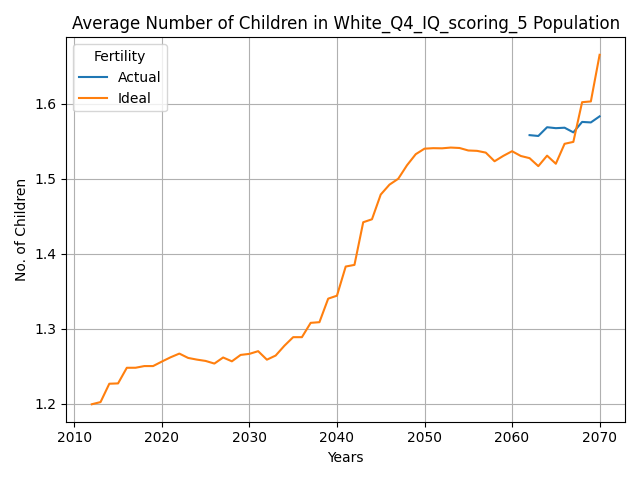 Average Number of Children in White_Q4_IQ_scoring_5 Population
Fertility
Actual
Ideal
No. of Children
1.6
1.5
1.4
1.3
1.2
2010 2020 2030 2040 2050 2060 2070
Years